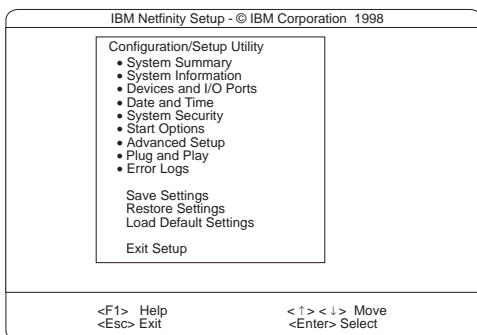 IBM Netfinity Setup - © IBM Corporation 1998
Configuration/Setup Utility
• System Summary
• System Information
• Devices and I/O Ports
• Date and Time
• System Security
• Start Options
• Advanced Setup
• Plug and Play
• Error Logs
Save Settings
Restore Settings
Load Default Settings
Exit Setup
<F1> Help < ↑ > < ↓ > Move
<Esc> Exit <Enter> Select